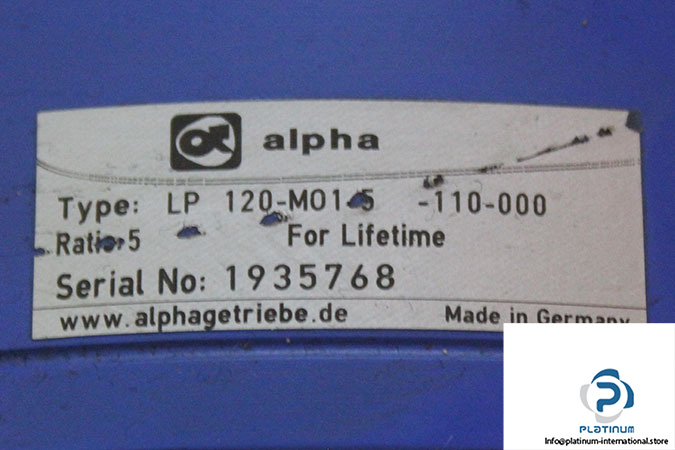 alpha
Type: LP 120-MO1-5 -110-000
Ratio: 5 For Lifetime
Serial No: 1935768
www.alphagetriebe.de Made in Germany
PLATINUM
Info@platinum-international.store